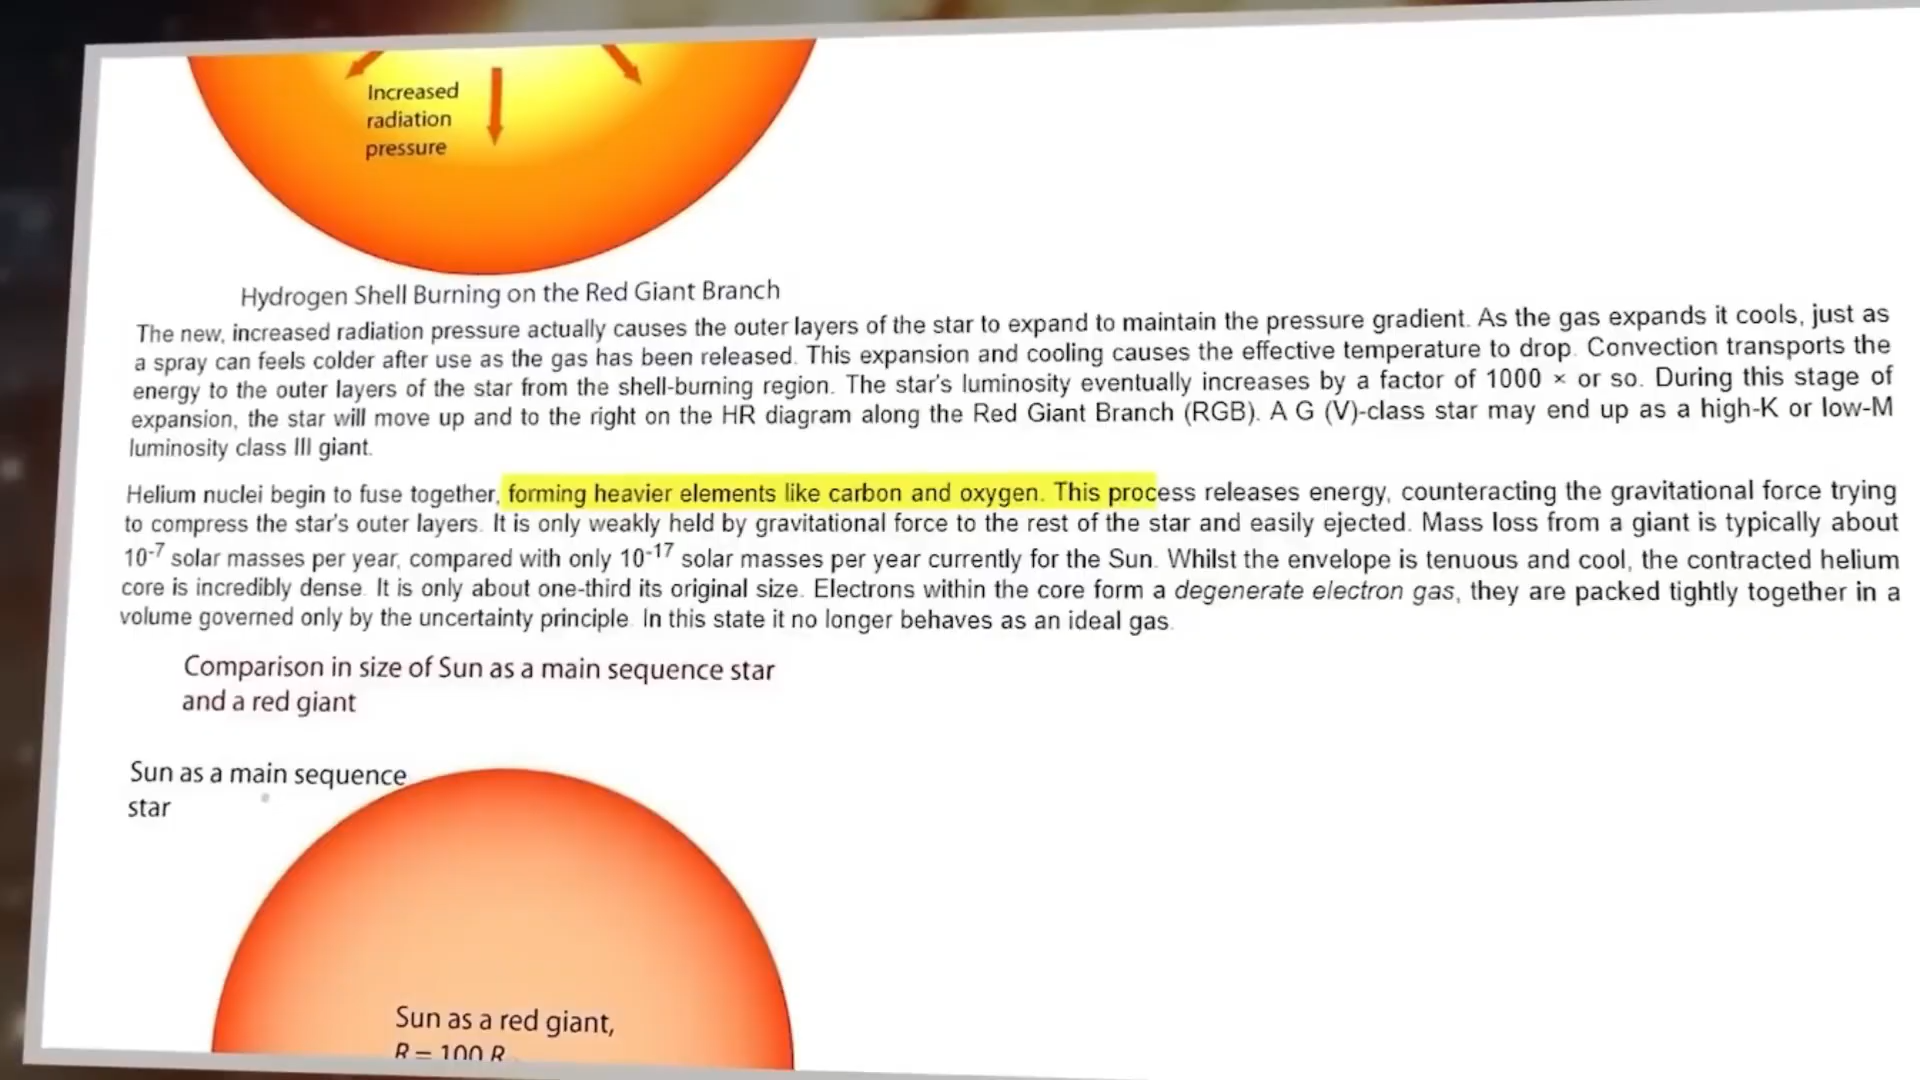 Increased
radiation
pressure
Hydrogen Shell Burning on the Red Giant Branch
The new, increased radiation pressure actually causes the outer layers of the star to expand to maintain the pressure gradient. As the gas expands it cools, just as
a spray can feels colder after use as the gas has been released. This expansion and cooling causes the effective temperature to drop. Convection transports the
energy to the outer layers of the star from the shell-burning region. The star's luminosity eventually increases by a factor of 1000 × or so. During this stage of
expansion, the star will move up and to the right on the HR diagram along the Red Giant Branch (RGB). A G (V)-class star may end up as a high-K or low-M
luminosity class III giant.
Helium nuclei begin to fuse together, forming heavier elements like carbon and oxygen. This process releases energy, counteracting the gravitational force trying
to compress the star's outer layers. It is only weakly held by gravitational force to the rest of the star and easily ejected. Mass loss from a giant is typically about
10⁻⁷ solar masses per year, compared with only 10⁻¹⁷ solar masses per year currently for the Sun. Whilst the envelope is tenuous and cool, the contracted helium
core is incredibly dense. It is only about one-third its original size. Electrons within the core form a degenerate electron gas, they are packed tightly together in a
volume governed only by the uncertainty principle. In this state it no longer behaves as an ideal gas.
Comparison in size of Sun as a main sequence star
and a red giant
Sun as a main sequence
star
Sun as a red giant,
R = 100 R